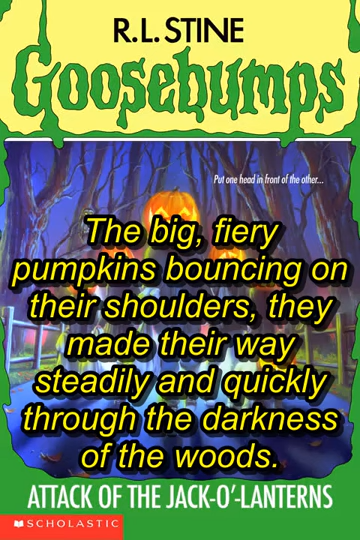 R.L. STINE
Goosebumps
Put one head in front of the other...
The big, fiery
pumpkins bouncing on
their shoulders, they
made their way
steadily and quickly
through the darkness
of the woods.
ATTACK OF THE JACK-O'-LANTERNS
SCHOLASTIC